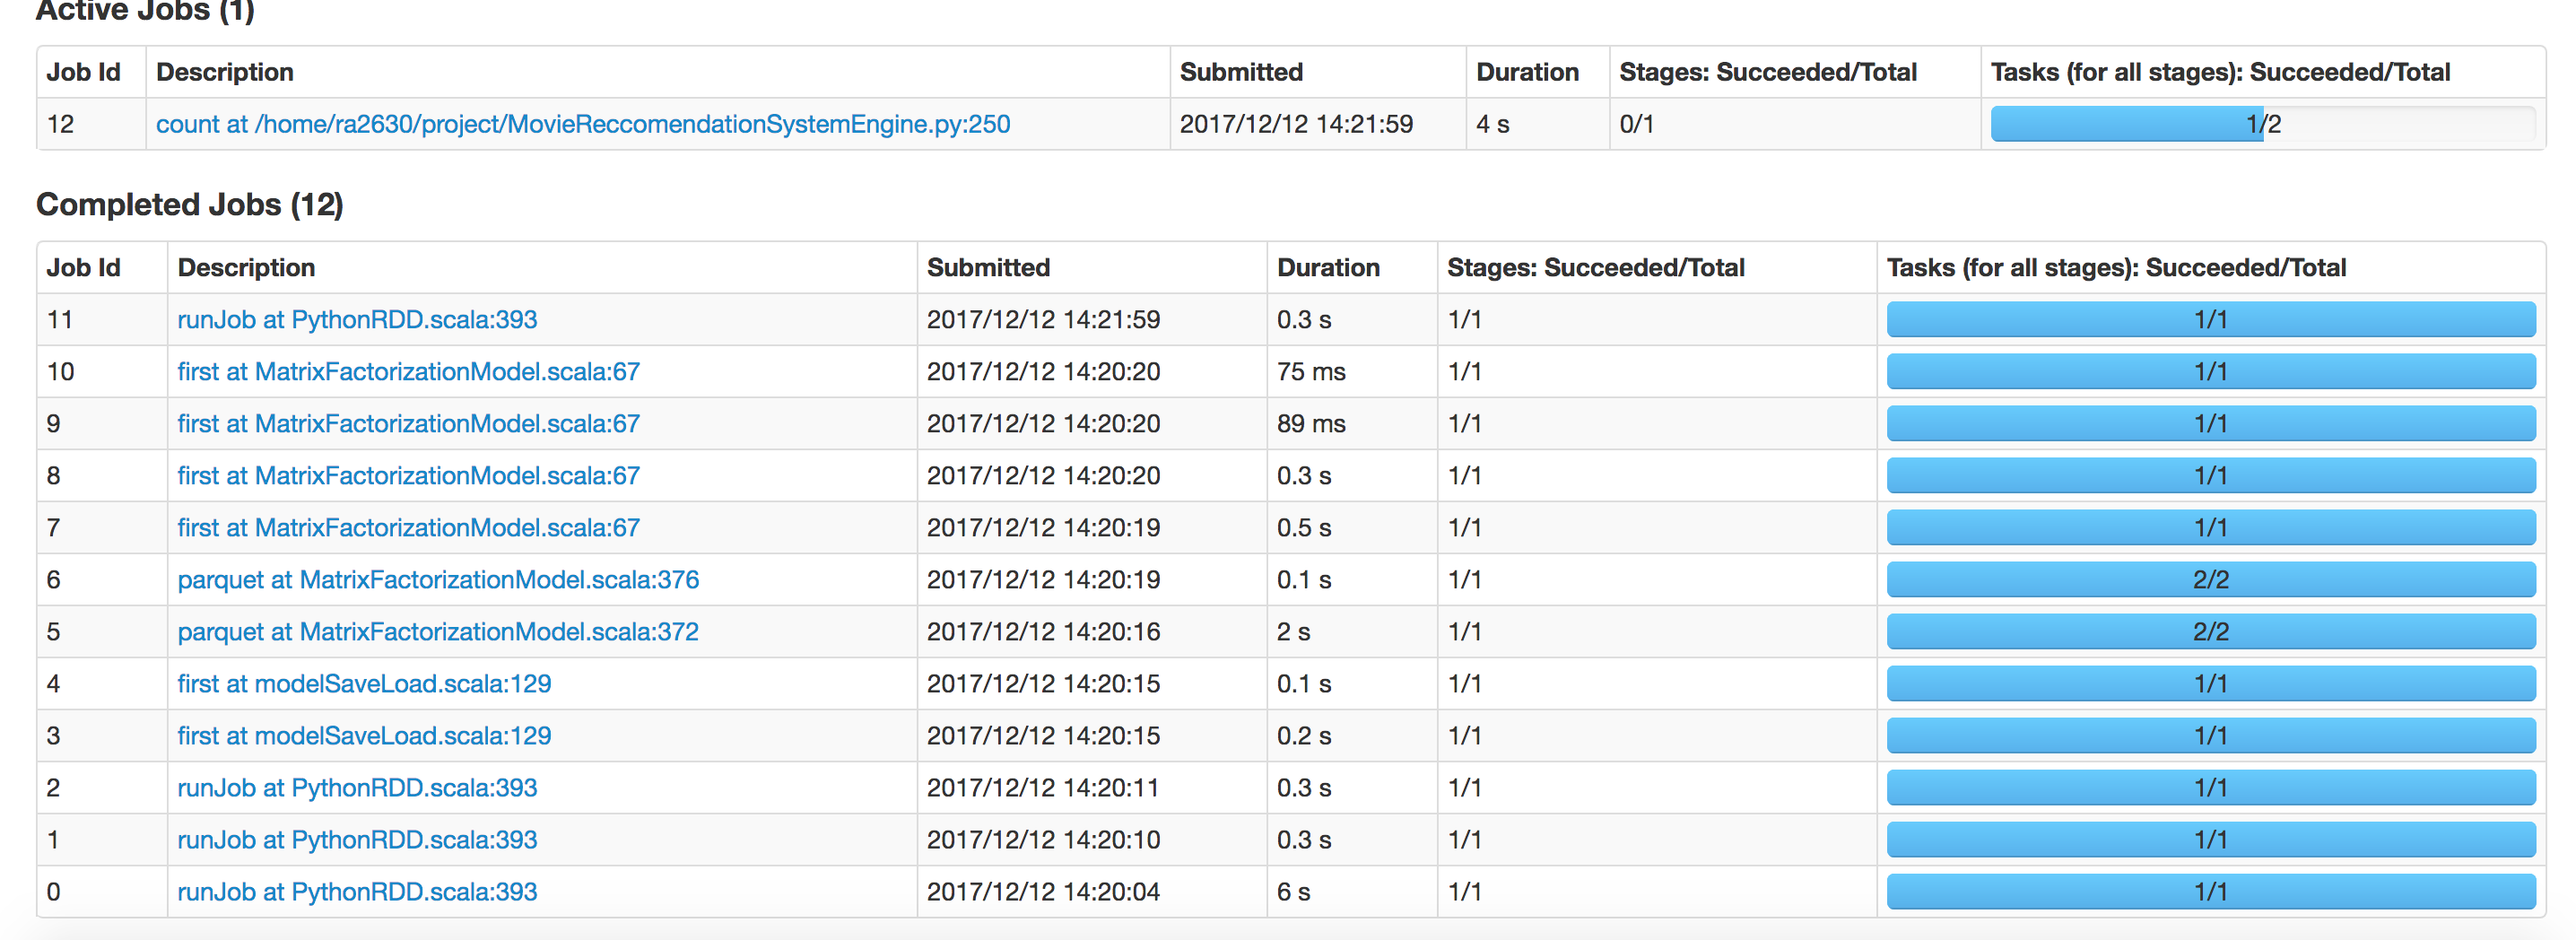 Active Jobs (1)
Job Id Description Submitted Duration Stages: Succeeded/Total Tasks (for all stages): Succeeded/Total
12 count at /home/ra2630/project/MovieReccomendationSystemEngine.py:250 2017/12/12 14:21:59 4 s 0/1 1/2
Completed Jobs (12)
Job Id Description Submitted Duration Stages: Succeeded/Total Tasks (for all stages): Succeeded/Total
11 runJob at PythonRDD.scala:393 2017/12/12 14:21:59 0.3 s 1/1 1/1
10 first at MatrixFactorizationModel.scala:67 2017/12/12 14:20:20 75 ms 1/1 1/1
9 first at MatrixFactorizationModel.scala:67 2017/12/12 14:20:20 89 ms 1/1 1/1
8 first at MatrixFactorizationModel.scala:67 2017/12/12 14:20:20 0.3 s 1/1 1/1
7 first at MatrixFactorizationModel.scala:67 2017/12/12 14:20:19 0.5 s 1/1 1/1
6 parquet at MatrixFactorizationModel.scala:376 2017/12/12 14:20:19 0.1 s 1/1 2/2
5 parquet at MatrixFactorizationModel.scala:372 2017/12/12 14:20:16 2 s 1/1 2/2
4 first at modelSaveLoad.scala:129 2017/12/12 14:20:15 0.1 s 1/1 1/1
3 first at modelSaveLoad.scala:129 2017/12/12 14:20:15 0.2 s 1/1 1/1
2 runJob at PythonRDD.scala:393 2017/12/12 14:20:11 0.3 s 1/1 1/1
1 runJob at PythonRDD.scala:393 2017/12/12 14:20:10 0.3 s 1/1 1/1
0 runJob at PythonRDD.scala:393 2017/12/12 14:20:04 6 s 1/1 1/1